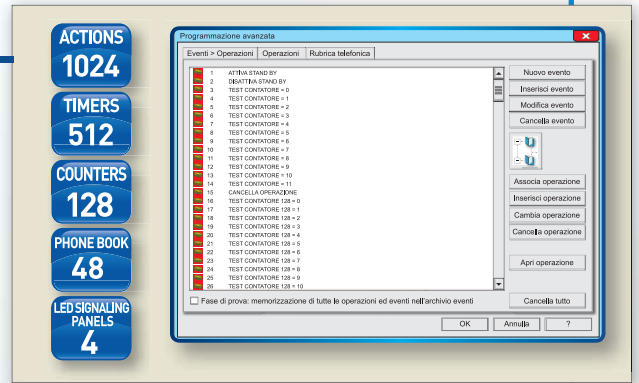 ACTIONS
1024
TIMERS
512
COUNTERS
128
PHONE BOOK
48
LED SIGNALING
PANELS
4
Programmazione avanzata
Eventi > Operazioni Operazioni Rubrica telefonica
1 ATTIVA STAND BY
2 DISATTIVA STAND BY
3 TEST CONTATORE = 0
4 TEST CONTATORE = 1
5 TEST CONTATORE = 2
6 TEST CONTATORE = 3
7 TEST CONTATORE = 4
8 TEST CONTATORE = 5
9 TEST CONTATORE = 6
10 TEST CONTATORE = 7
11 TEST CONTATORE = 8
12 TEST CONTATORE = 9
13 TEST CONTATORE = 10
14 TEST CONTATORE = 11
15 CANCELLA OPERAZIONE
16 TEST CONTATORE 128 = 0
17 TEST CONTATORE 128 = 1
18 TEST CONTATORE 128 = 2
19 TEST CONTATORE 128 = 3
20 TEST CONTATORE 128 = 4
21 TEST CONTATORE 128 = 5
22 TEST CONTATORE 128 = 6
23 TEST CONTATORE 128 = 7
24 TEST CONTATORE 128 = 8
25 TEST CONTATORE 128 = 9
26 TEST CONTATORE 128 = 10
Nuovo evento
Inserisci evento
Modifica evento
Cancella evento
Associa operazione
Inserisci operazione
Cambia operazione
Cancella operazione
Apri operazione
Cancella tutto
Fase di prova: memorizzazione di tutte le operazioni ed eventi nell'archivio eventi
OK Annulla ?